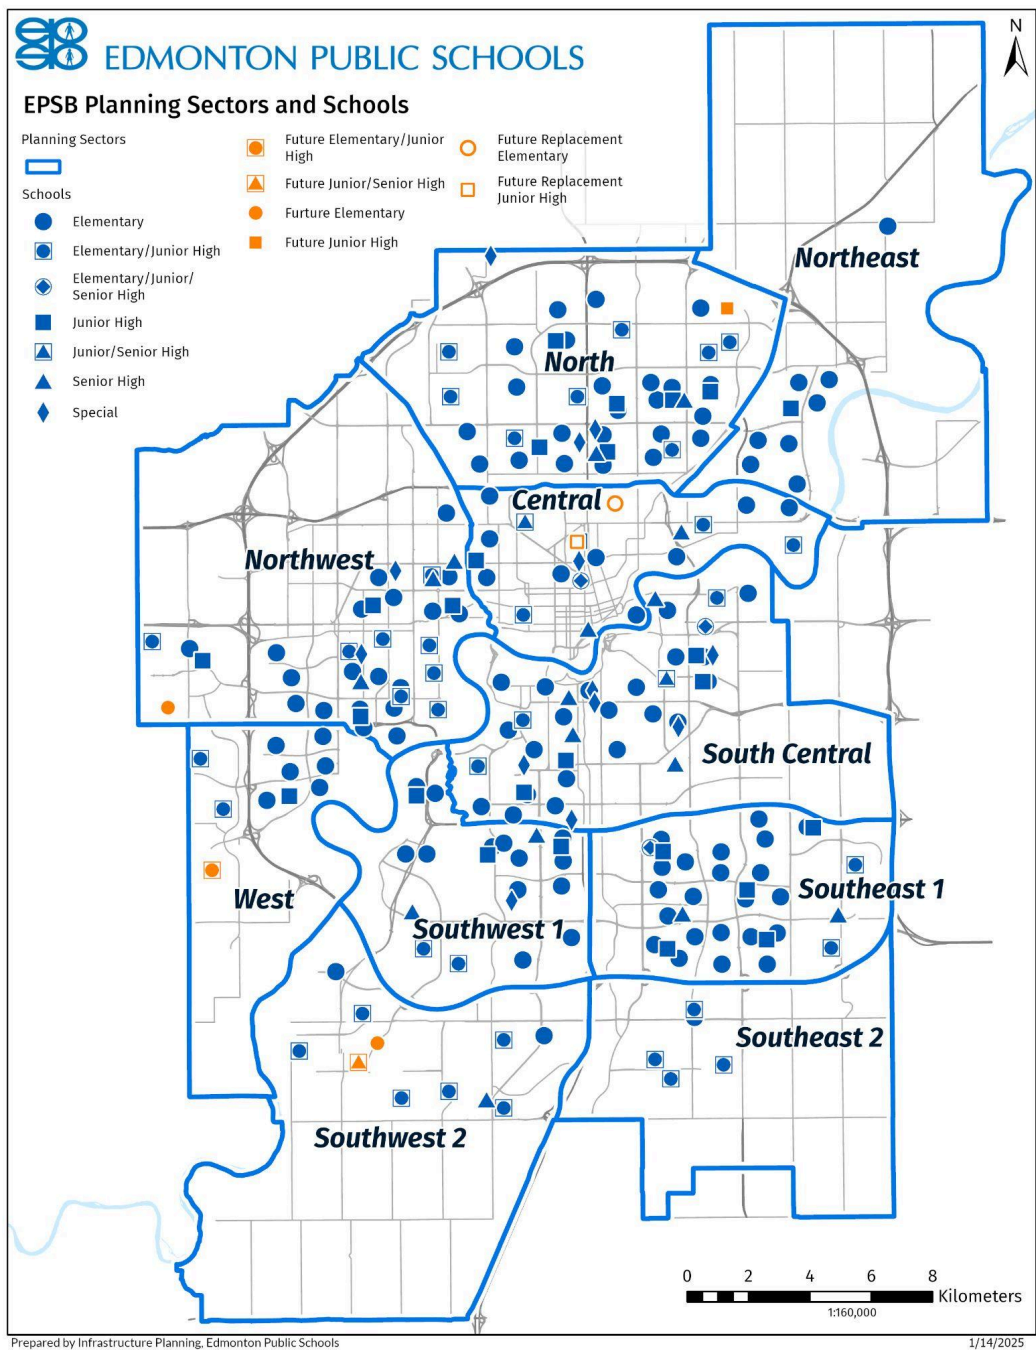 EDMONTON PUBLIC SCHOOLS
N
EPSB Planning Sectors and Schools
Planning Sectors
Schools
Elementary
Elementary/Junior High
Elementary/Junior/
Senior High
Junior High
Junior/Senior High
Senior High
Special
Future Elementary/Junior
High
Future Junior/Senior High
Furture Elementary
Future Junior High
Future Replacement
Elementary
Future Replacement
Junior High
Northeast
North
Central
Northwest
South Central
West
Southwest 1
Southeast 1
Southeast 2
Southwest 2
0 2 4 6 8
Kilometers
1:160,000
Prepared by Infrastructure Planning, Edmonton Public Schools
1/14/2025